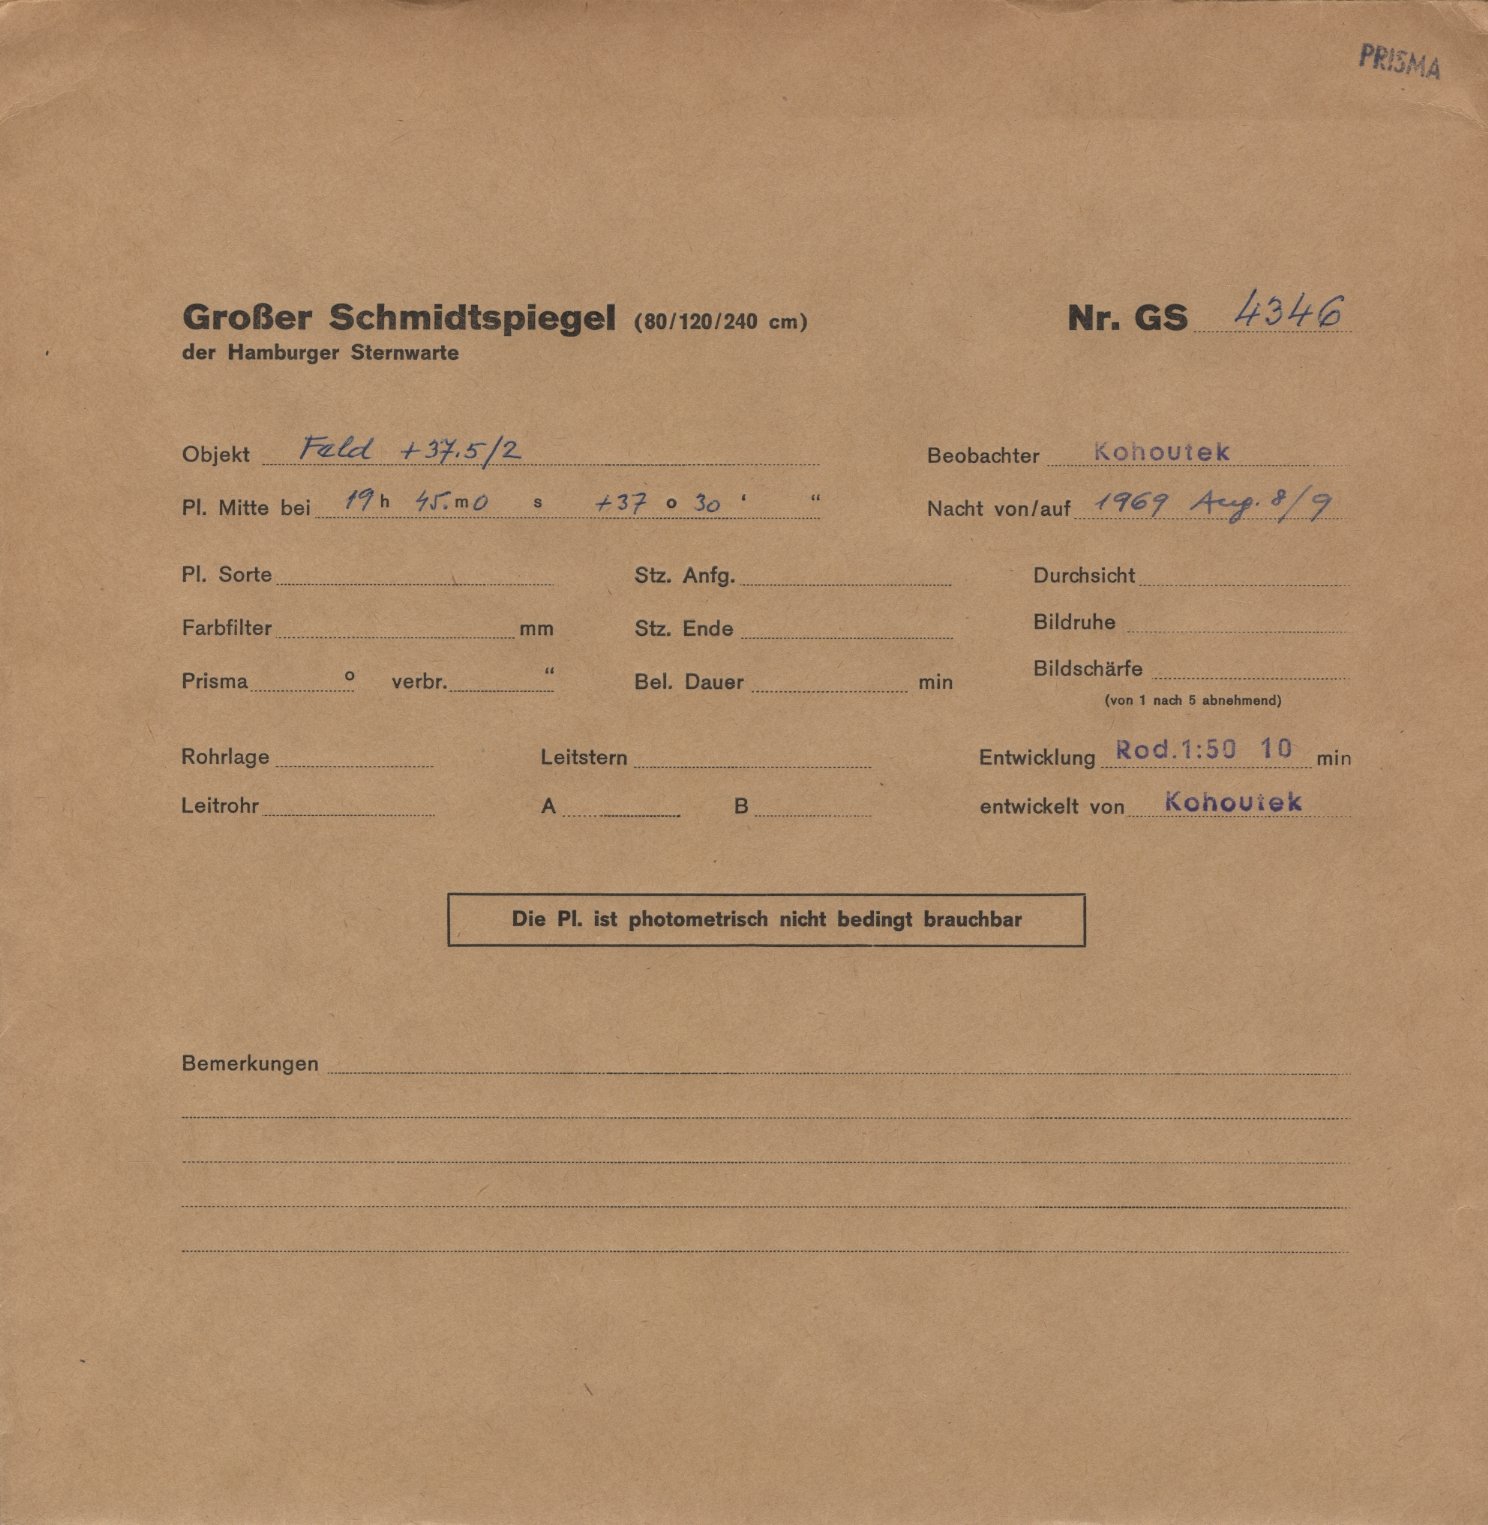 PRISMA
Großer Schmidtspiegel (80/120/240 cm) Nr. GS 4346
der Hamburger Sternwarte
Objekt Feld +37.5/2 Beobachter Kohoutek
Pl. Mitte bei 19 h 45. m 0 s +37 o 30 ‘ “ Nacht von/auf 1969 Aug. 8/9
Pl. Sorte Stz. Anfg. Durchsicht
Farbfilter mm Stz. Ende Bildruhe
Prisma o verbr. “ Bel. Dauer min Bildschärfe
(von 1 nach 5 abnehmend)
Rohrlage Leitstern Entwicklung Rod.1:50 10 min
Leitrohr A B entwickelt von Kohoutek
Die Pl. ist photometrisch nicht bedingt brauchbar
Bemerkungen